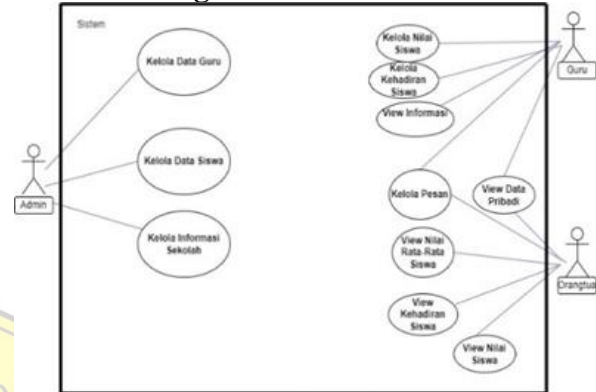 Sistem
Kelola Data Guru
Kelola Data Siswa
Kelola Informasi
Sekolah
Admin
Kelola Nilai
Siswa
Kelola
Kehadiran
Siswa
View Informasi
Kelola Pesan
View Data
Pribadi
View Nilai
Rata-Rata
Siswa
View
Kehadiran
Siswa
View Nilai
Siswa
Guru
Orangtua